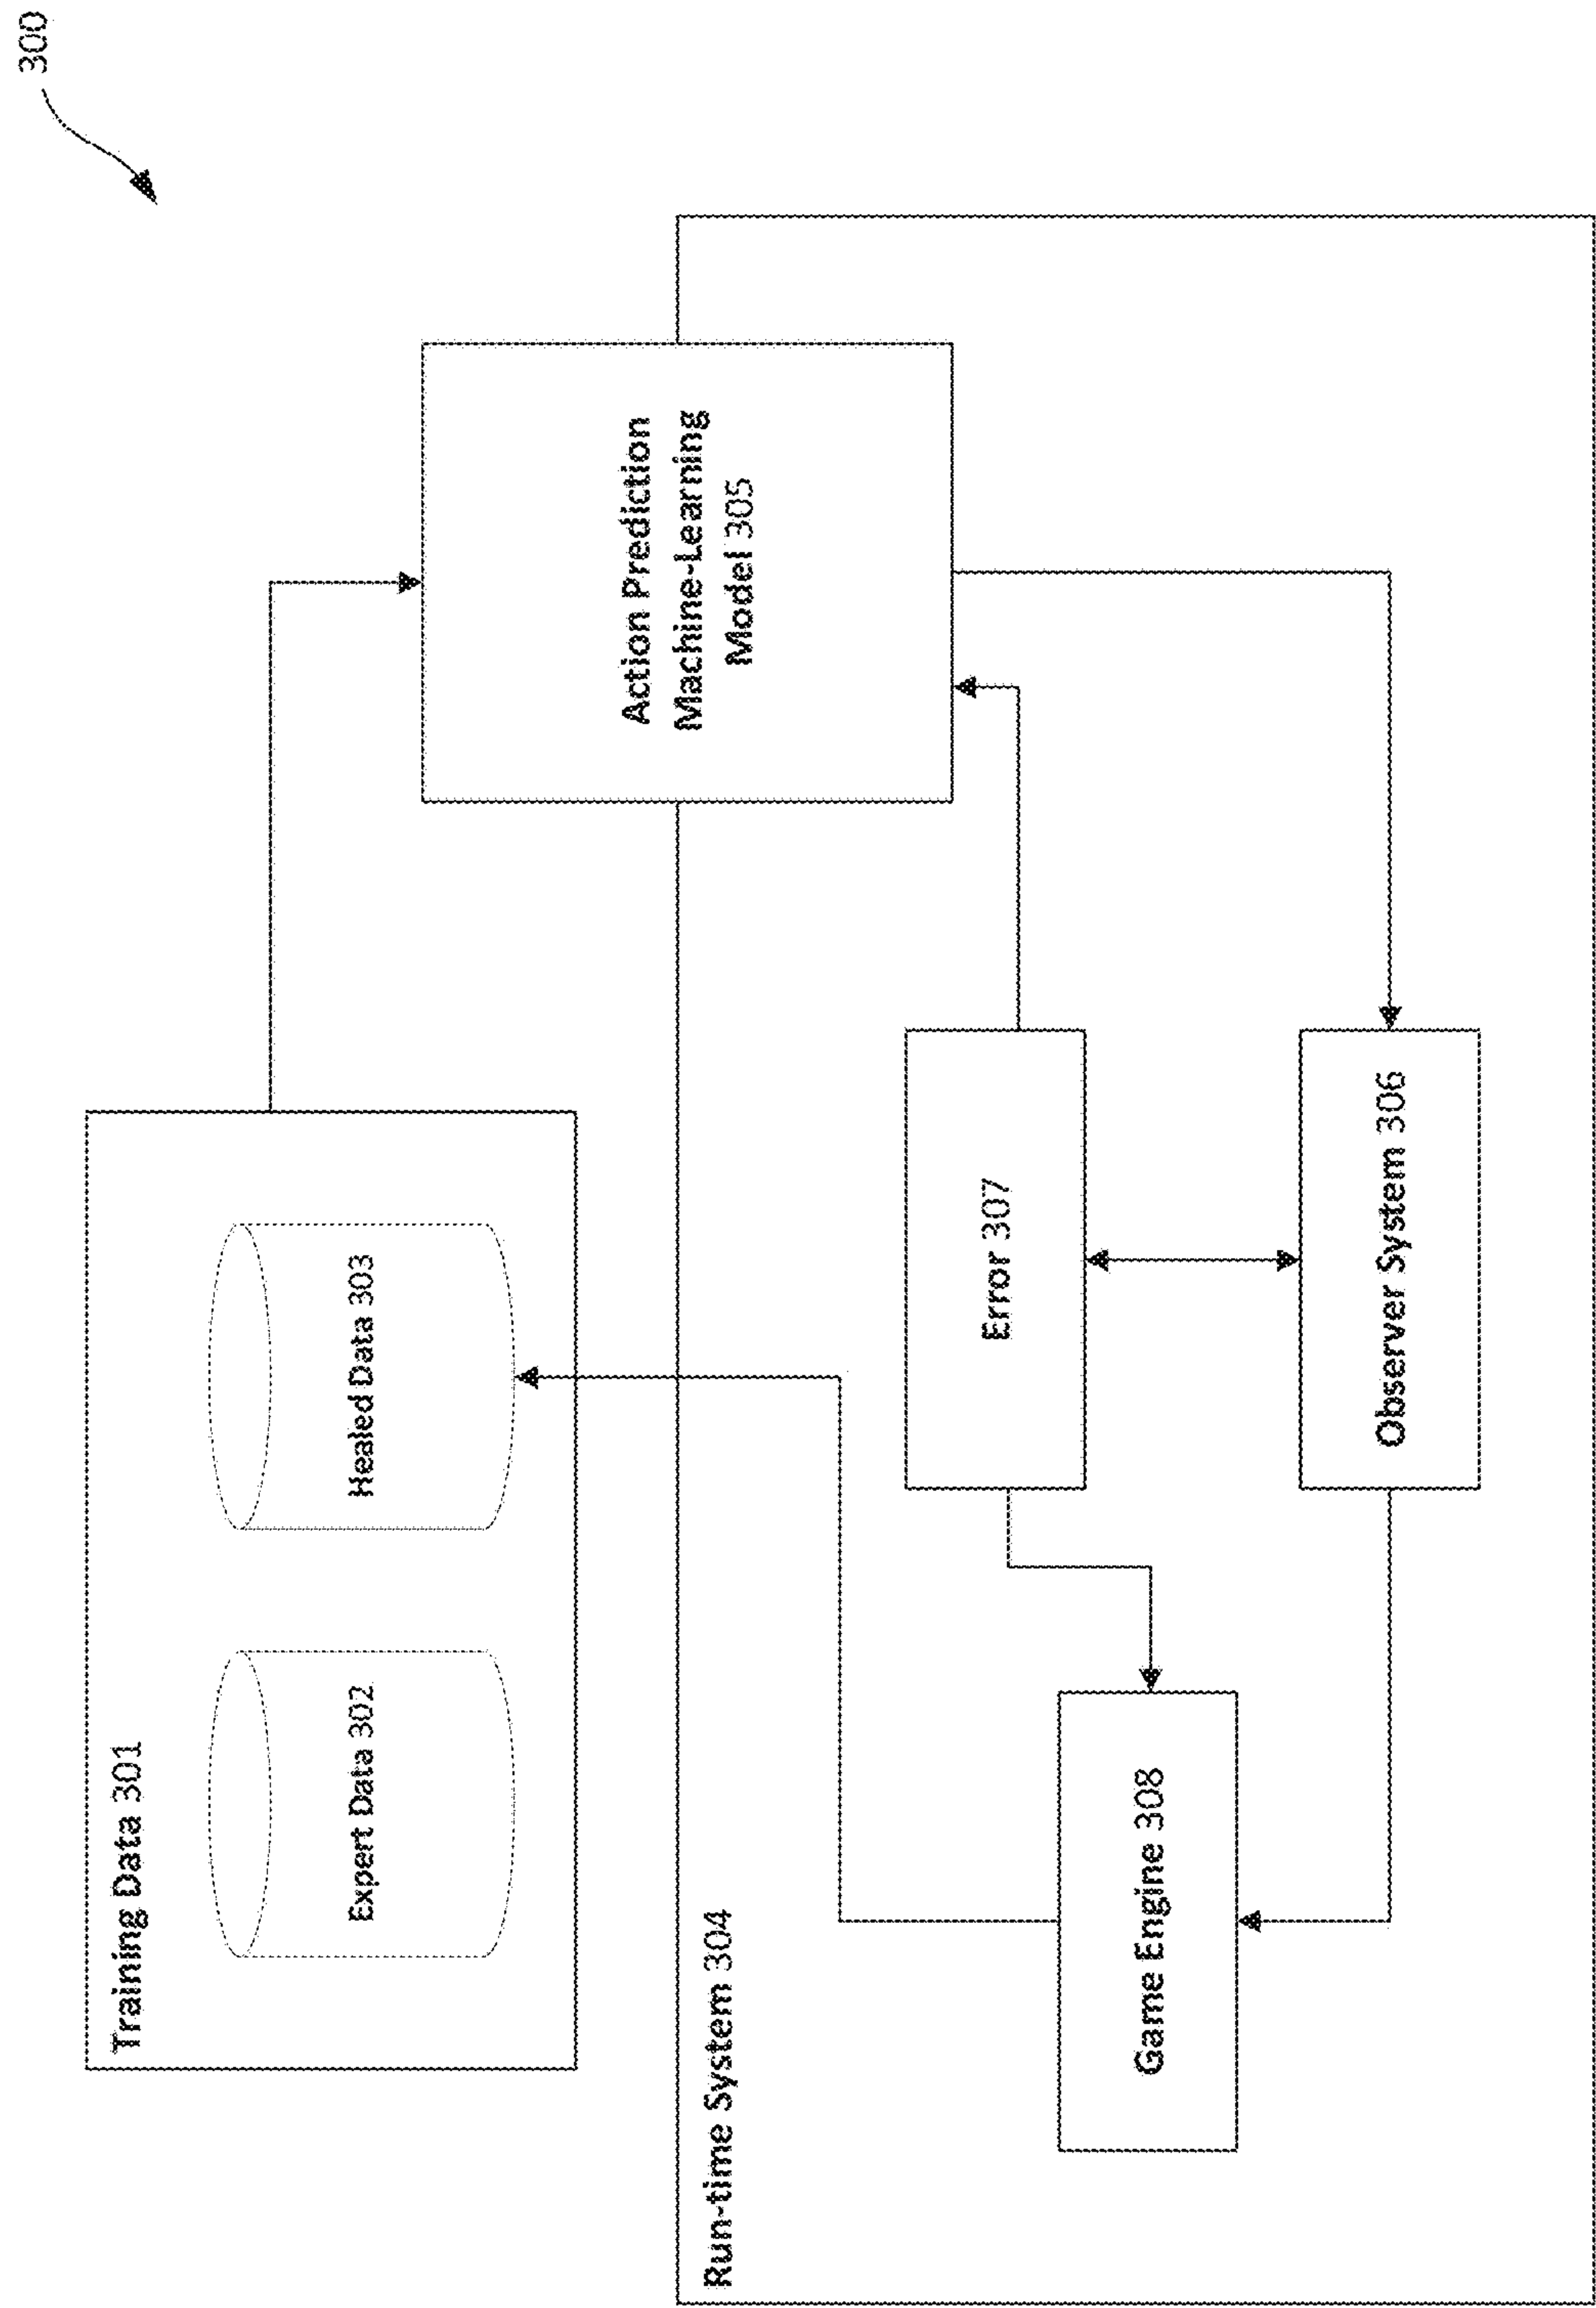 300
Training Data 301
Expert Data 302
Healed Data 303
Run-time System 304
Action Prediction
Machine-Learning
Model 305
Error 307
Game Engine 308
Observer System 306